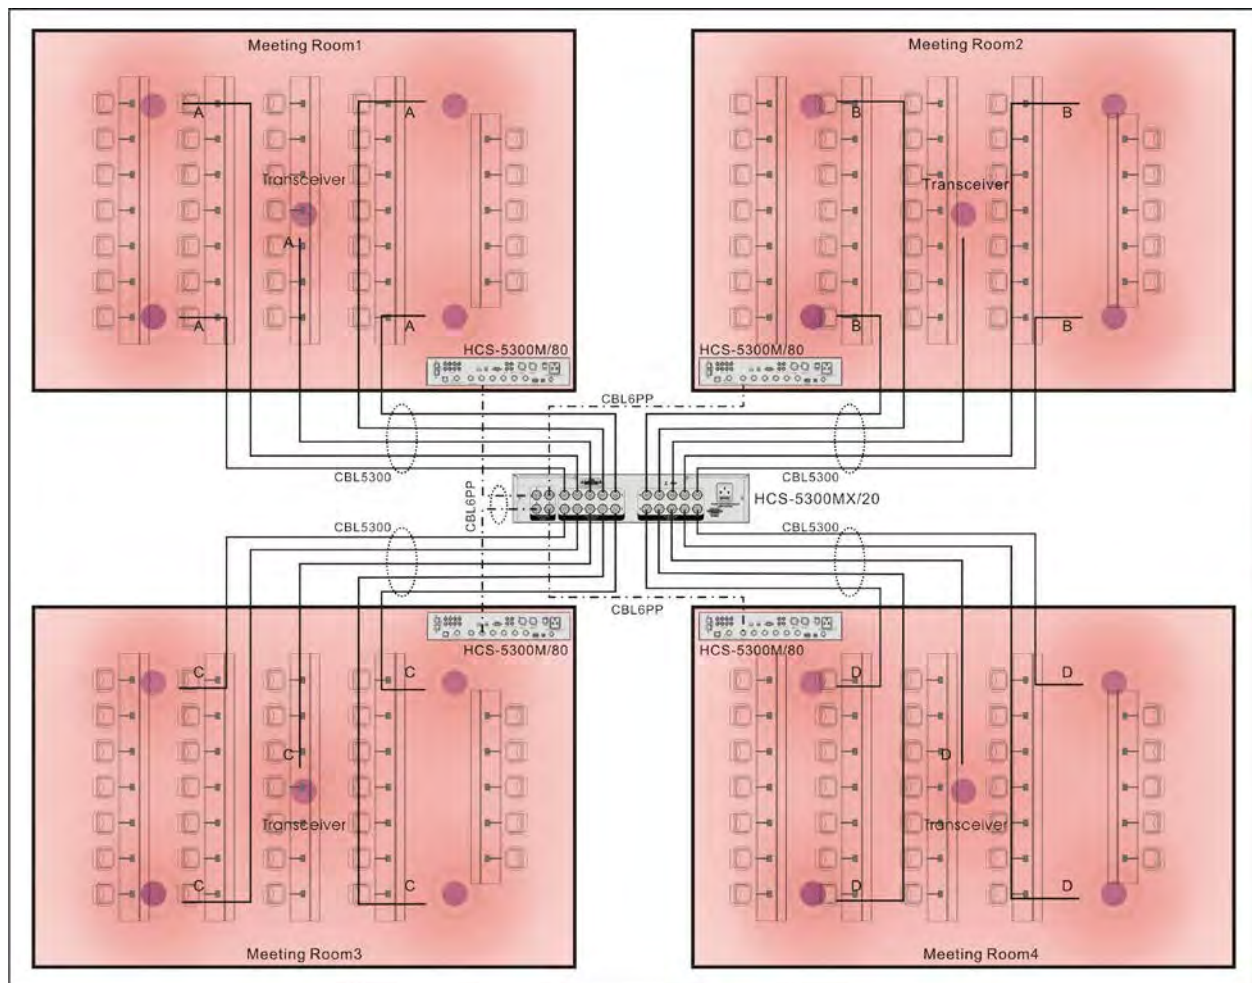 Meeting Room1
Meeting Room2
A
A
B
B
Transceiver
Transceiver
A
A
A
B
B
HCS-5300M/80
HCS-5300M/80
CBL6PP
CBL5300
CBL5300
CBL6PP
HCS-5300MX/20
CBL5300
CBL5300
CBL6PP
HCS-5300M/80
HCS-5300M/80
C
C
D
D
C
D
Transceiver
Transceiver
C
C
D
D
Meeting Room3
Meeting Room4